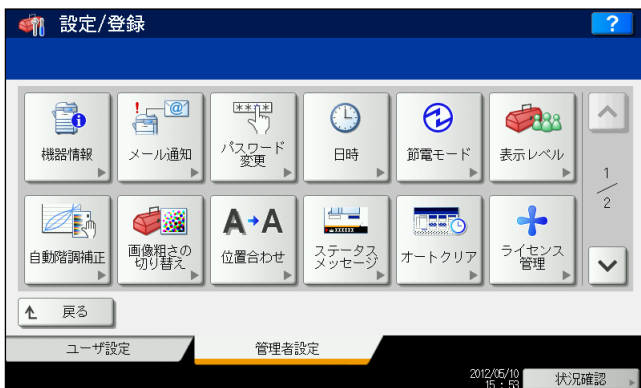 設定/登録
?
機器情報
メール通知
****
パスワード
変更
日時
節電モード
表示レベル
1
2
自動階調補正
画像粗さの
切り替え
A→A
位置合わせ
XXXXXX
ステータス
メッセージ
オートクリア
ライセンス
管理
戻る
ユーザ設定
管理者設定
2012/05/10
15 : 53
状況確認